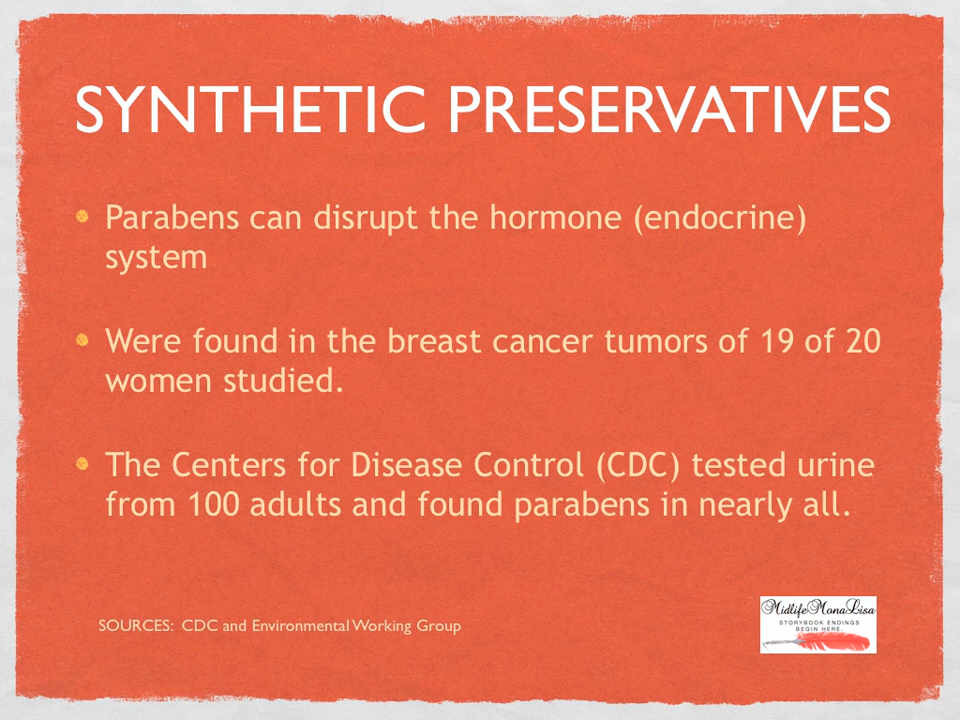 SYNTHETIC PRESERVATIVES
Parabens can disrupt the hormone (endocrine)
system
Were found in the breast cancer tumors of 19 of 20
women studied.
The Centers for Disease Control (CDC) tested urine
from 100 adults and found parabens in nearly all.
SOURCES: CDC and Environmental Working Group
MidlifeMonaLisa
STORYBOOK ENDINGS
BEGIN HERE.